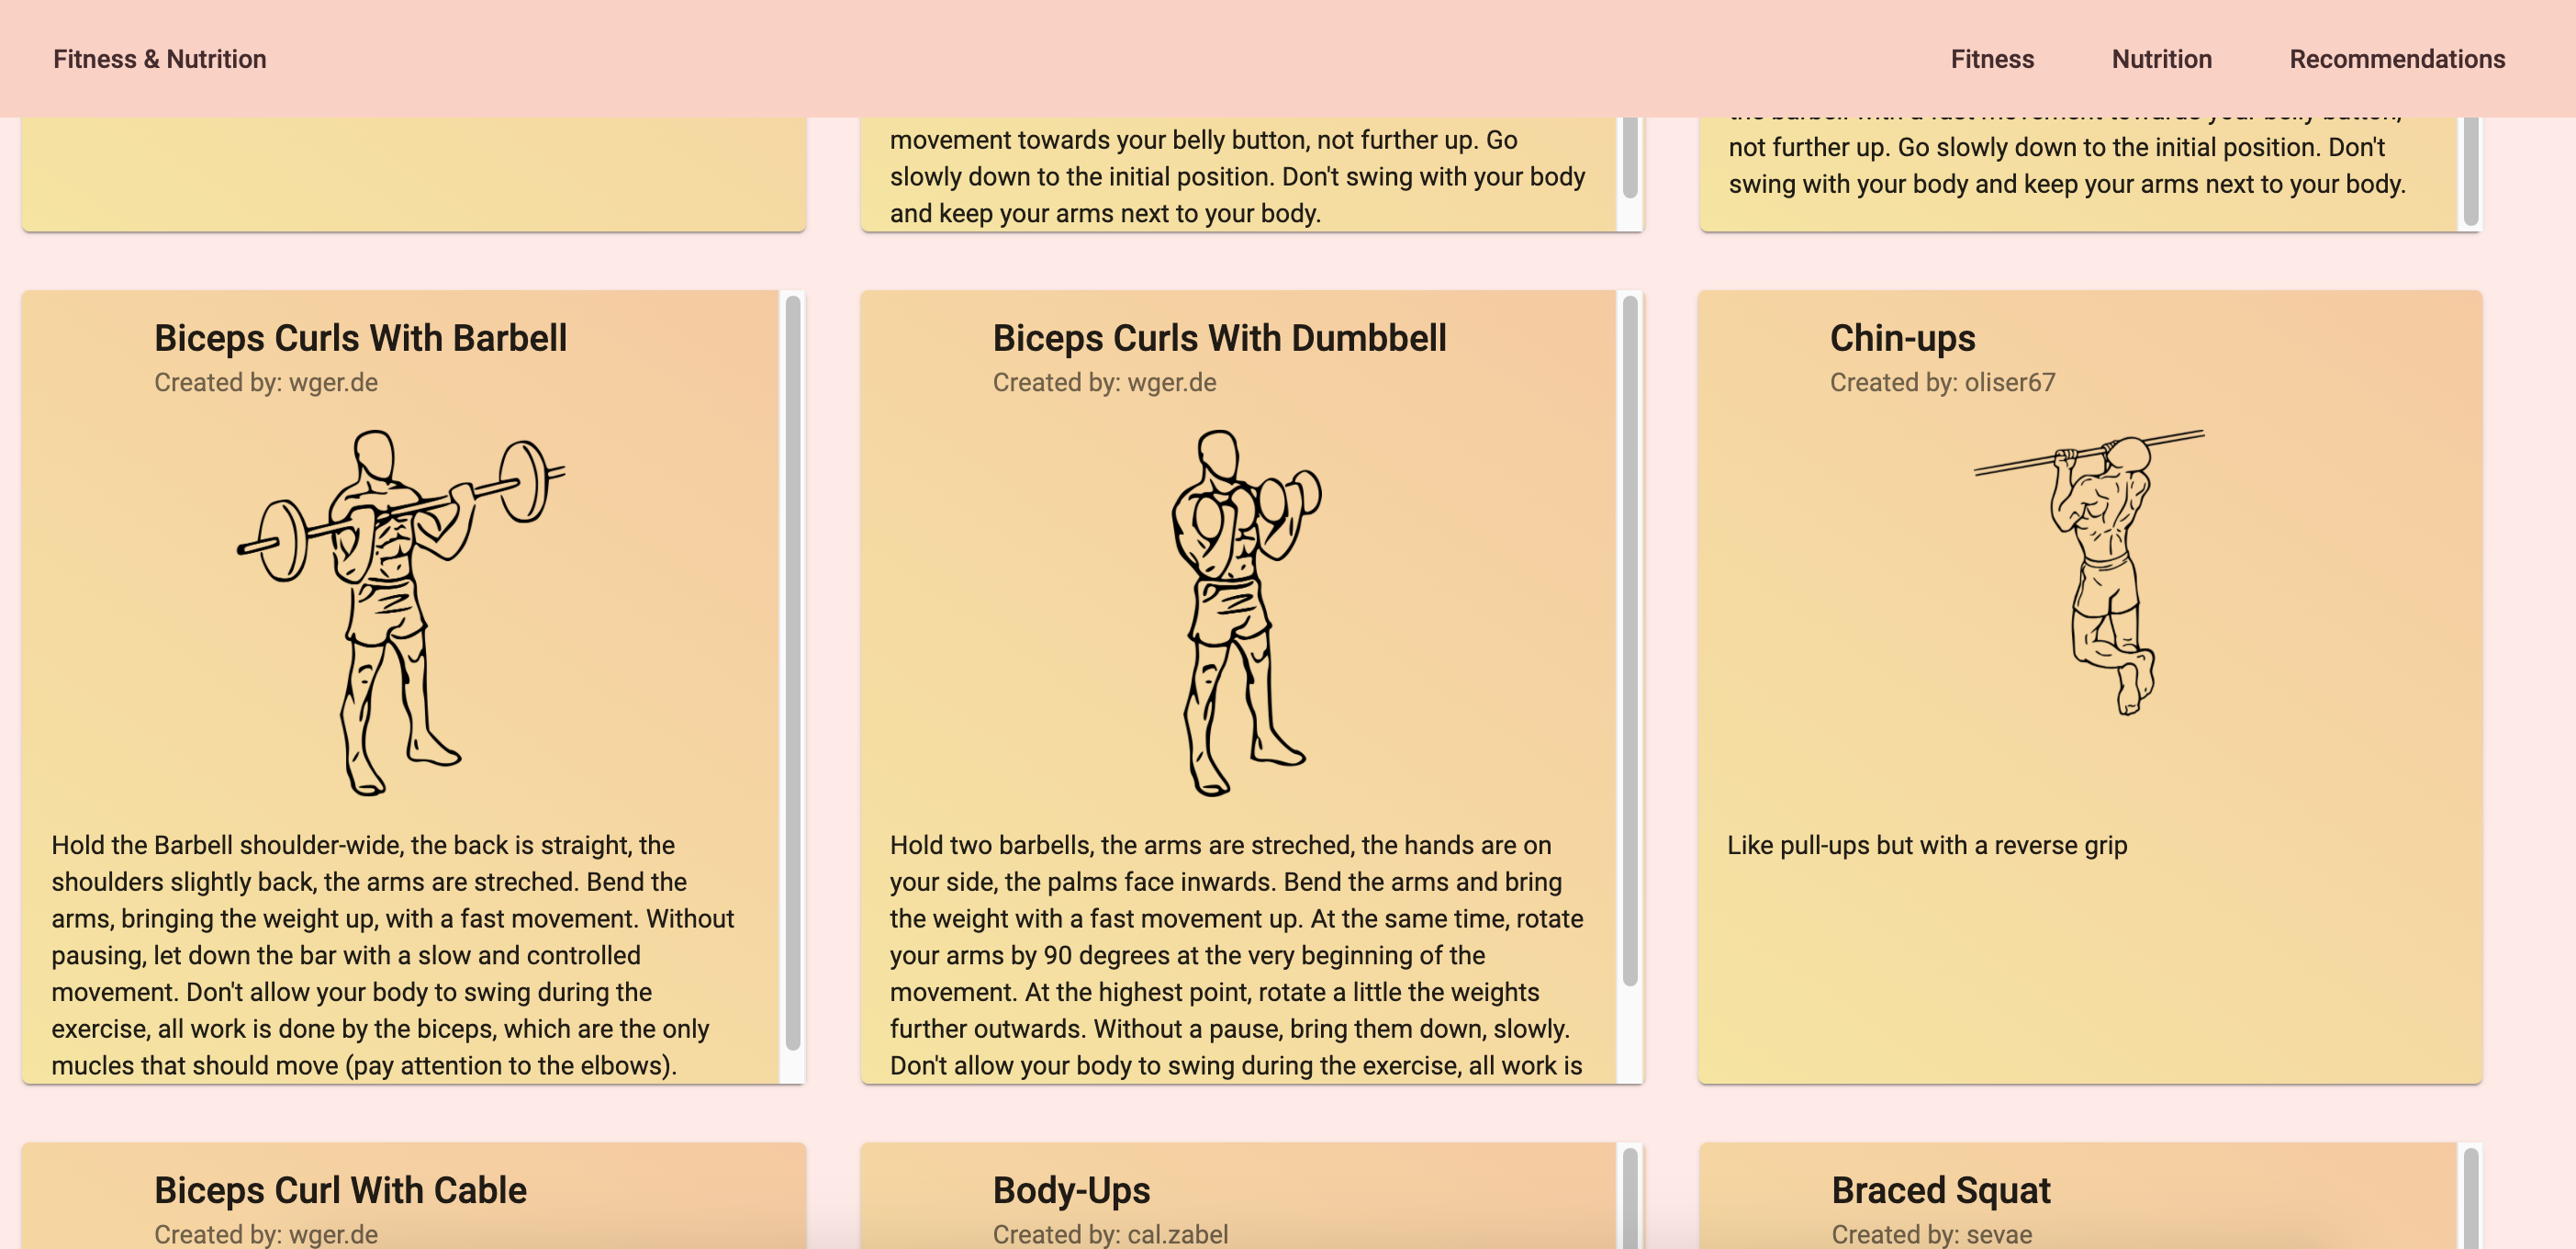 Fitness & Nutrition
Fitness
Nutrition
Recommendations
movement towards your belly button, not further up. Go
slowly down to the initial position. Don't swing with your body
and keep your arms next to your body.
the barbell with a fast movement towards your belly button,
not further up. Go slowly down to the initial position. Don't
swing with your body and keep your arms next to your body.
Biceps Curls With Barbell
Created by: wger.de
Hold the Barbell shoulder-wide, the back is straight, the
shoulders slightly back, the arms are streched. Bend the
arms, bringing the weight up, with a fast movement. Without
pausing, let down the bar with a slow and controlled
movement. Don't allow your body to swing during the
exercise, all work is done by the biceps, which are the only
mucles that should move (pay attention to the elbows).
Biceps Curls With Dumbbell
Created by: wger.de
Hold two barbells, the arms are streched, the hands are on
your side, the palms face inwards. Bend the arms and bring
the weight with a fast movement up. At the same time, rotate
your arms by 90 degrees at the very beginning of the
movement. At the highest point, rotate a little the weights
further outwards. Without a pause, bring them down, slowly.
Don't allow your body to swing during the exercise, all work is
Chin-ups
Created by: oliser67
Like pull-ups but with a reverse grip
Biceps Curl With Cable
Created by: wger.de
Body-Ups
Created by: cal.zabel
Braced Squat
Created by: sevae